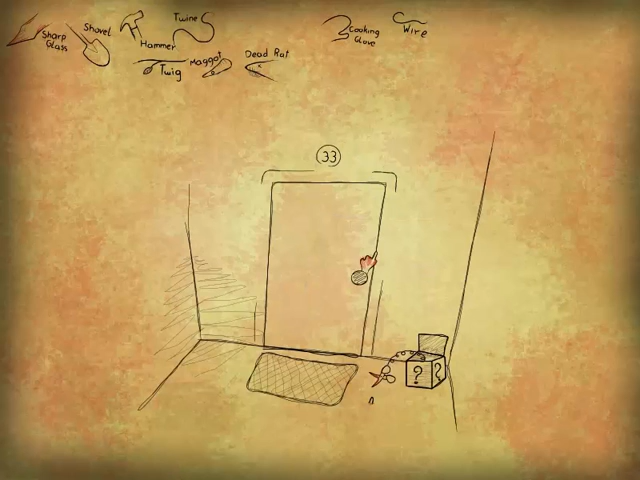 Sharp
Glass
Shovel
Hammer
Twine
Twig
Maggot
Dead Rat
Cooking
Glove
Wire
33
? ?